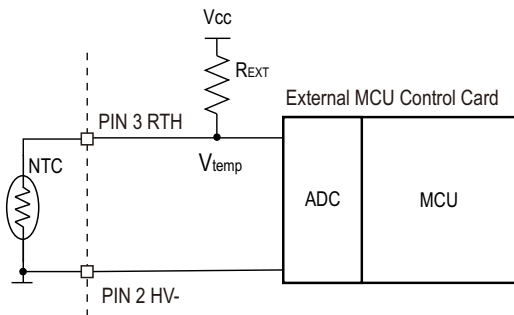 Vcc
REXT
External MCU Control Card
PIN 3 RTH
NTC
Vtemp
ADC
MCU
PIN 2 HV-